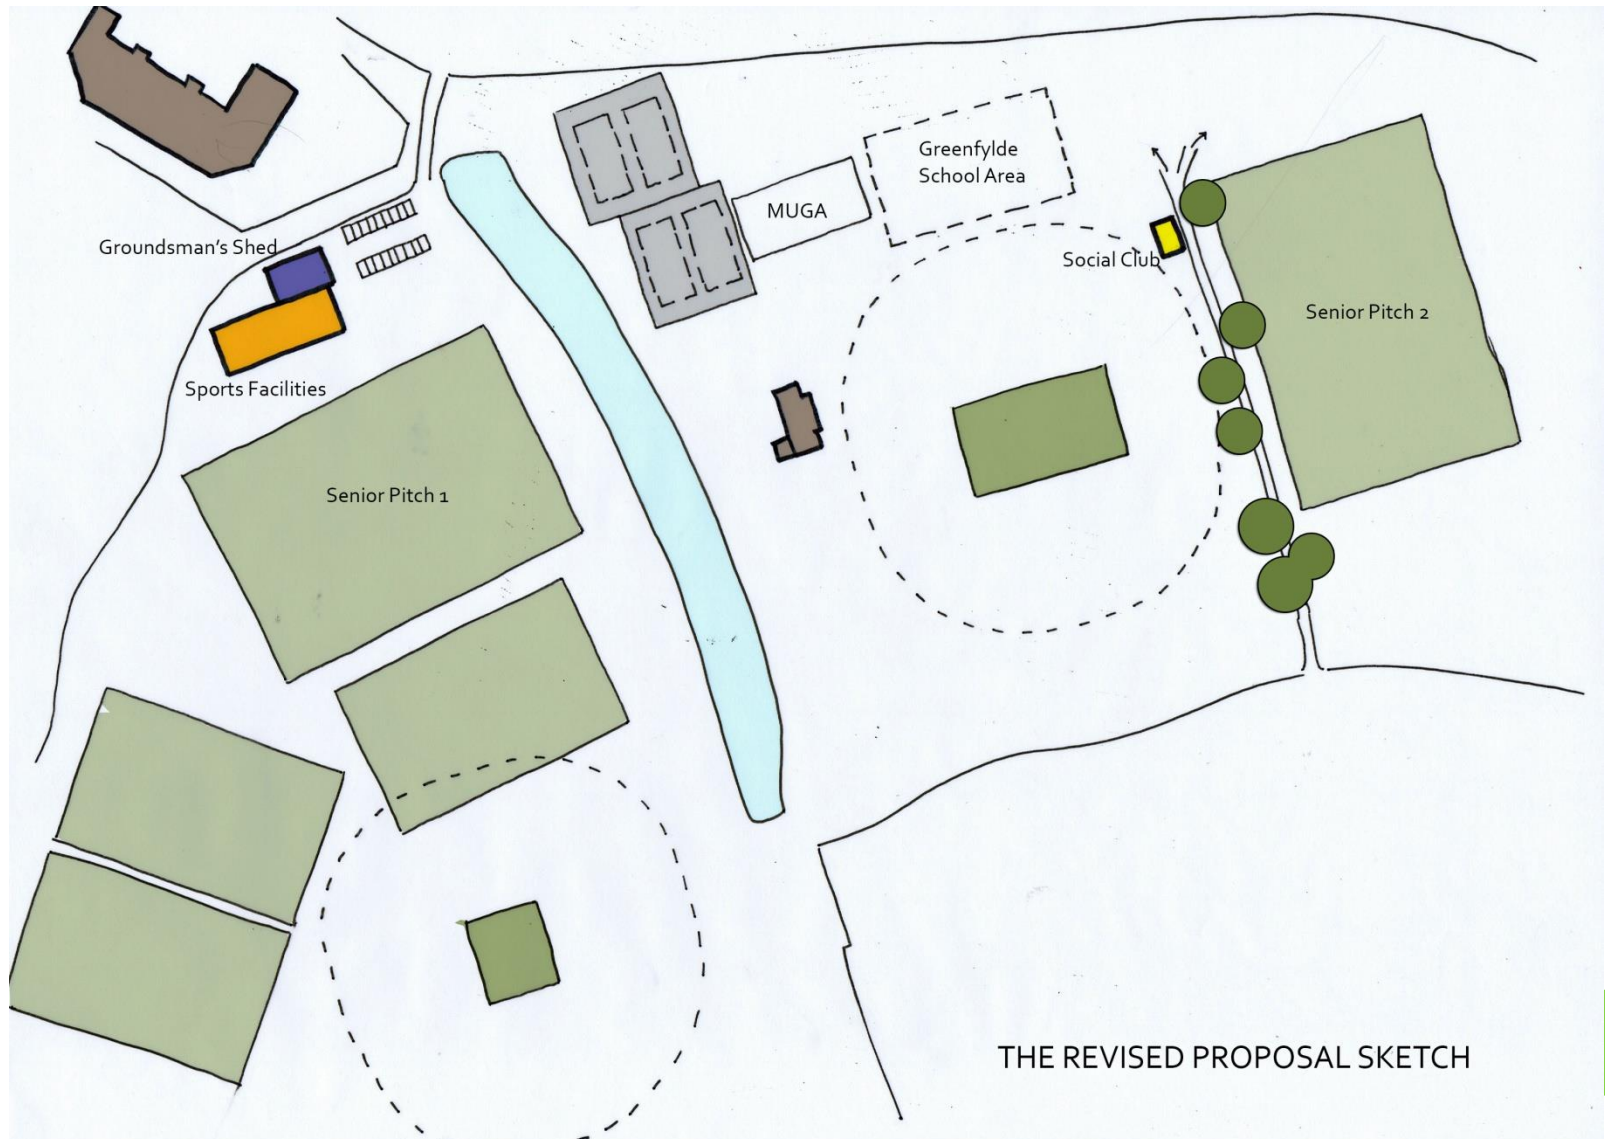 Greenfylde
School Area
MUGA
Groundsman's Shed
Social Club
Senior Pitch 2
Sports Facilities
Senior Pitch 1
THE REVISED PROPOSAL SKETCH